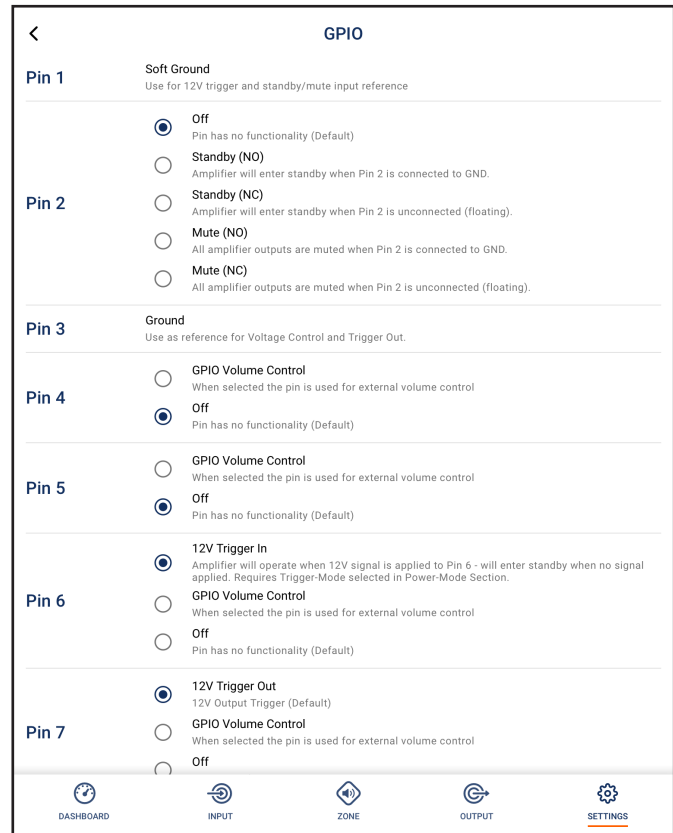 GPIO
Pin 1
Soft Ground
Use for 12V trigger and standby/mute input reference
Pin 2
Off
Pin has no functionality (Default)
Standby (NO)
Amplifier will enter standby when Pin 2 is connected to GND.
Standby (NC)
Amplifier will enter standby when Pin 2 is unconnected (floating).
Mute (NO)
All amplifier outputs are muted when Pin 2 is connected to GND.
Mute (NC)
All amplifier outputs are muted when Pin 2 is unconnected (floating).
Pin 3
Ground
Use as reference for Voltage Control and Trigger Out.
Pin 4
GPIO Volume Control
When selected the pin is used for external volume control
Off
Pin has no functionality (Default)
Pin 5
GPIO Volume Control
When selected the pin is used for external volume control
Off
Pin has no functionality (Default)
Pin 6
12V Trigger In
Amplifier will operate when 12V signal is applied to Pin 6 - will enter standby when no signal
applied. Requires Trigger-Mode selected in Power-Mode Section.
GPIO Volume Control
When selected the pin is used for external volume control
Off
Pin has no functionality (Default)
Pin 7
12V Trigger Out
12V Output Trigger (Default)
GPIO Volume Control
When selected the pin is used for external volume control
Off
DASHBOARD
INPUT
ZONE
OUTPUT
SETTINGS